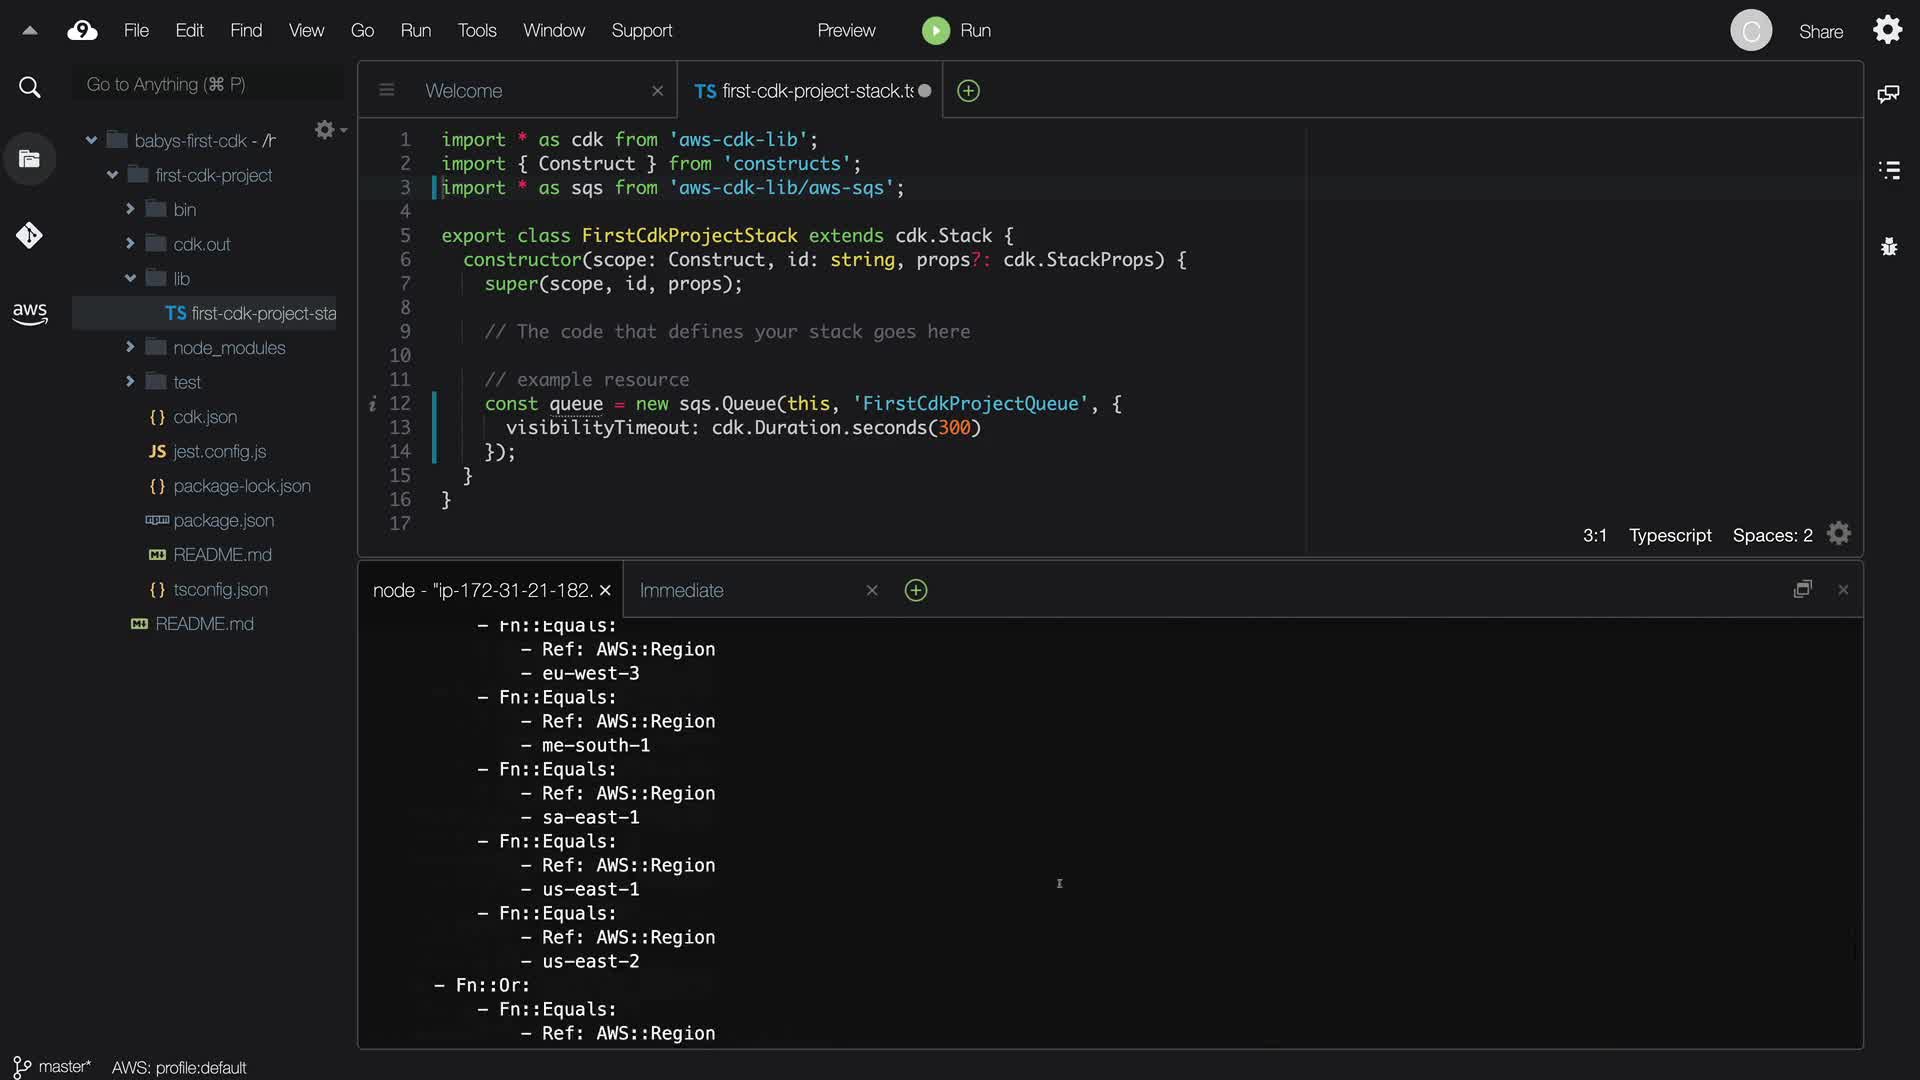 9 File Edit Find View Go Run Tools Window Support Preview Run C Share
Go to Anything (⌘ P)
babys-first-cdk - /h
first-cdk-project
bin
cdk.out
lib
TS first-cdk-project-sta
node_modules
test
{} cdk.json
JS jest.config.js
{} package-lock.json
package.json
README.md
{} tsconfig.json
README.md
aws
Welcome
TS first-cdk-project-stack.ts
1 import * as cdk from 'aws-cdk-lib';
2 import { Construct } from 'constructs';
3 import * as sqs from 'aws-cdk-lib/aws-sqs';
4
5 export class FirstCdkProjectStack extends cdk.Stack {
6 constructor(scope: Construct, id: string, props?: cdk.StackProps) {
7 super(scope, id, props);
8
9 // The code that defines your stack goes here
10
11 // example resource
i 12 const queue = new sqs.Queue(this, 'FirstCdkProjectQueue', {
13 visibilityTimeout: cdk.Duration.seconds(300)
14 });
15 }
16 }
17
3:1 Typescript Spaces: 2
node - "ip-172-31-21-182.
Immediate
- Fn::Equals:
- Ref: AWS::Region
- eu-west-3
- Fn::Equals:
- Ref: AWS::Region
- me-south-1
- Fn::Equals:
- Ref: AWS::Region
- sa-east-1
- Fn::Equals:
- Ref: AWS::Region
- us-east-1
- Fn::Equals:
- Ref: AWS::Region
- us-east-2
- Fn::Or:
- Fn::Equals:
- Ref: AWS::Region
master* AWS: profile:default